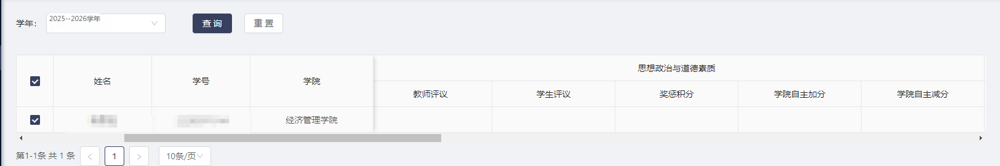 学年： 2025--2026学年 查 询 重 置
思想政治与道德素质
姓名 学号 学院
教师评议 学生评议 奖惩积分 学院自主加分 学院自主减分
经济管理学院
第1-1条 共 1 条 < 1 > 10条/页